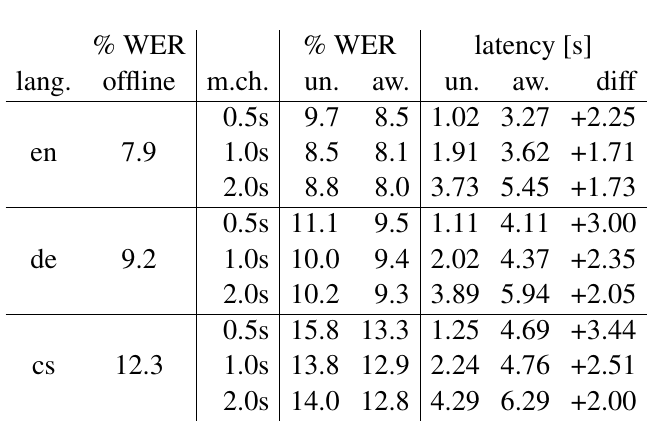 % WER % WER latency [s]
lang. offline m.ch. un. aw. un. aw. diff
0.5s 9.7 8.5 1.02 3.27 +2.25
en 7.9 1.0s 8.5 8.1 1.91 3.62 +1.71
2.0s 8.8 8.0 3.73 5.45 +1.73
0.5s 11.1 9.5 1.11 4.11 +3.00
de 9.2 1.0s 10.0 9.4 2.02 4.37 +2.35
2.0s 10.2 9.3 3.89 5.94 +2.05
0.5s 15.8 13.3 1.25 4.69 +3.44
cs 12.3 1.0s 13.8 12.9 2.24 4.76 +2.51
2.0s 14.0 12.8 4.29 6.29 +2.00